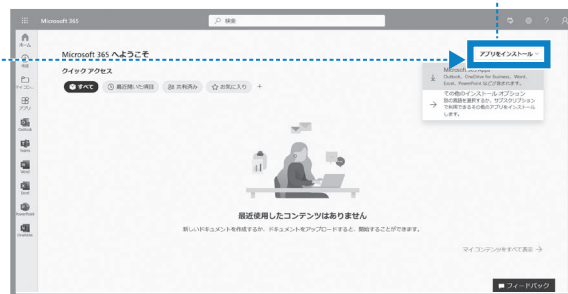 Microsoft 365
検索
ホーム
作成
アプリ
Outlook
Teams
Word
Excel
PowerPoint
OneNote
Microsoft 365 へようこそ
アプリをインストール
クイック アクセス
すべて
最近開いた項目
共有済み
お気に入り
Microsoft 365 Apps
Outlook、OneDrive for Business、Word、
Excel、PowerPoint などが含まれます。
その他のインストール オプション
別の言語を選択するか、サブスクリプション
で利用できるその他のアプリをインストール
します。
最近使用したコンテンツはありません
新しいドキュメントを作成するか、ドキュメントをアップロードすると、開始することができます。
マイ コンテンツをすべて表示
フィードバック